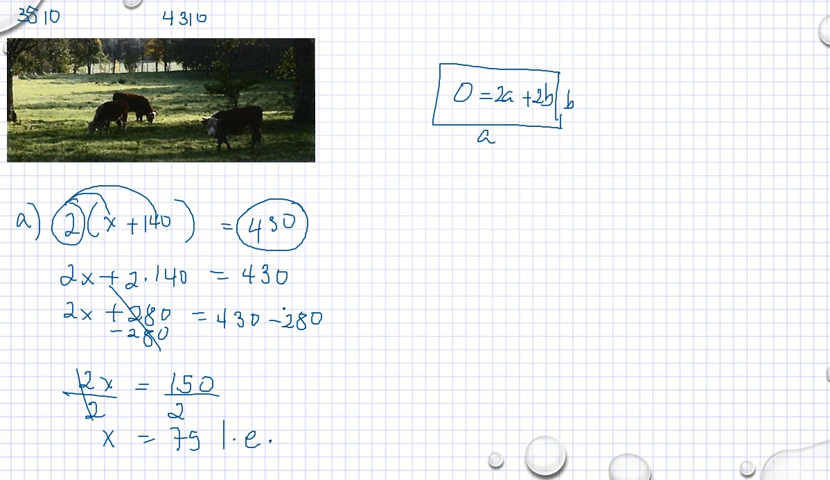 3510 4310
O = 2a + 2b b
a
a) 2(x + 140) = 430
2x + 2·140 = 430
2x + 280 = 430 - 280
- 280
2x = 150
2 2
x = 75 l.e.